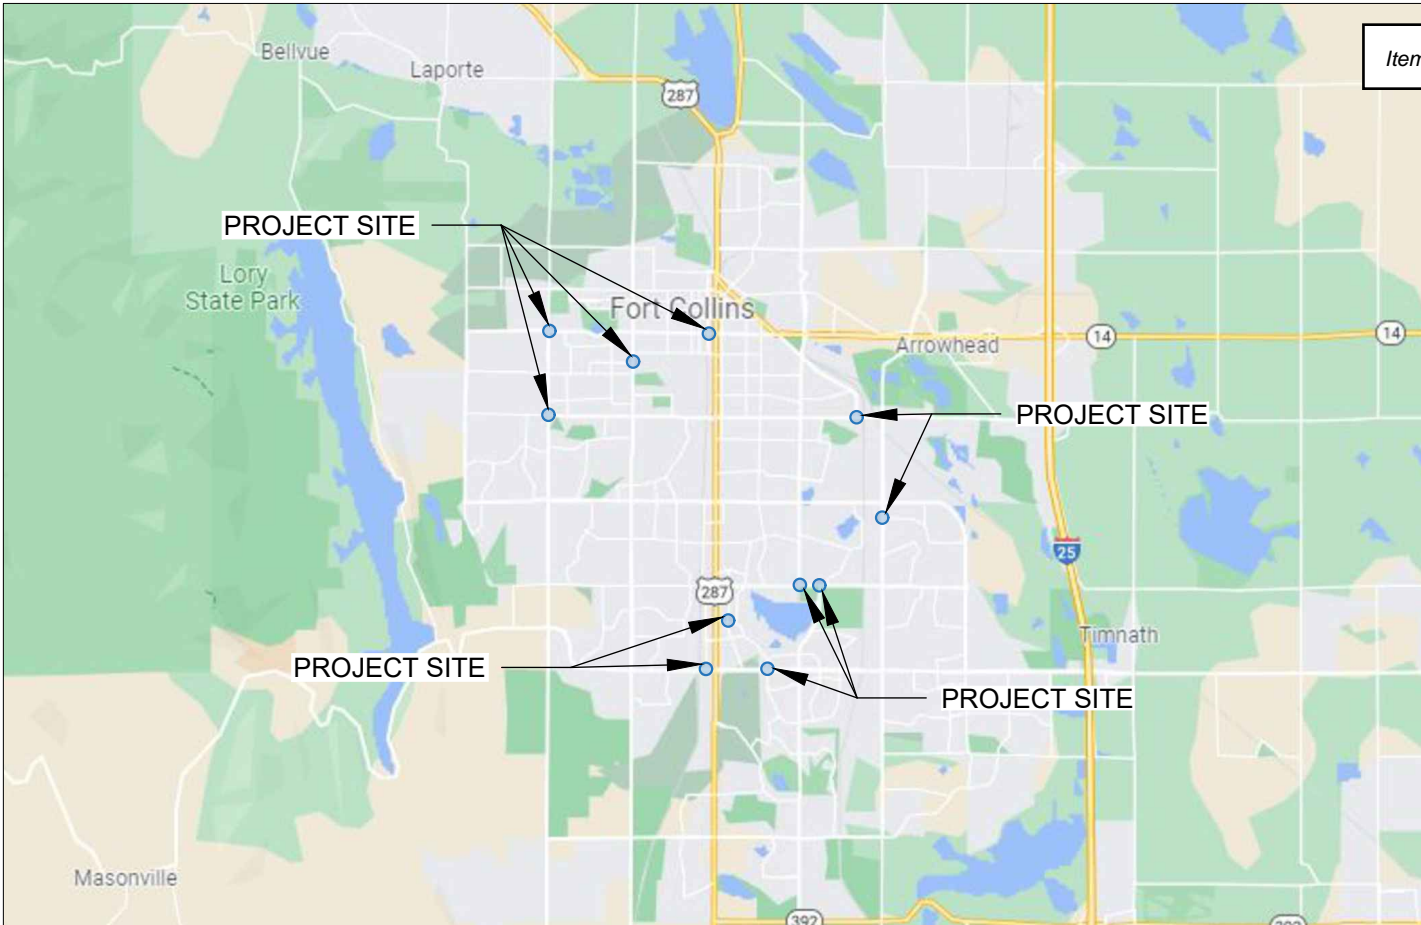 Bellvue
Laporte
Item
287
PROJECT SITE
Lory
State Park
Fort Collins
14
14
Arrowhead
PROJECT SITE
25
287
Timnath
PROJECT SITE
PROJECT SITE
Masonville
392